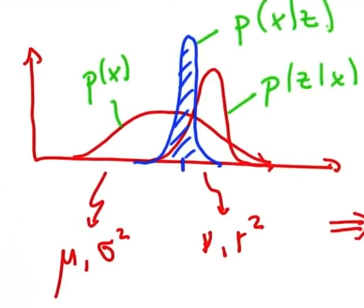 p(x|z)
p(x)
p(z|x)
μ, σ²
ν, r²
⇒